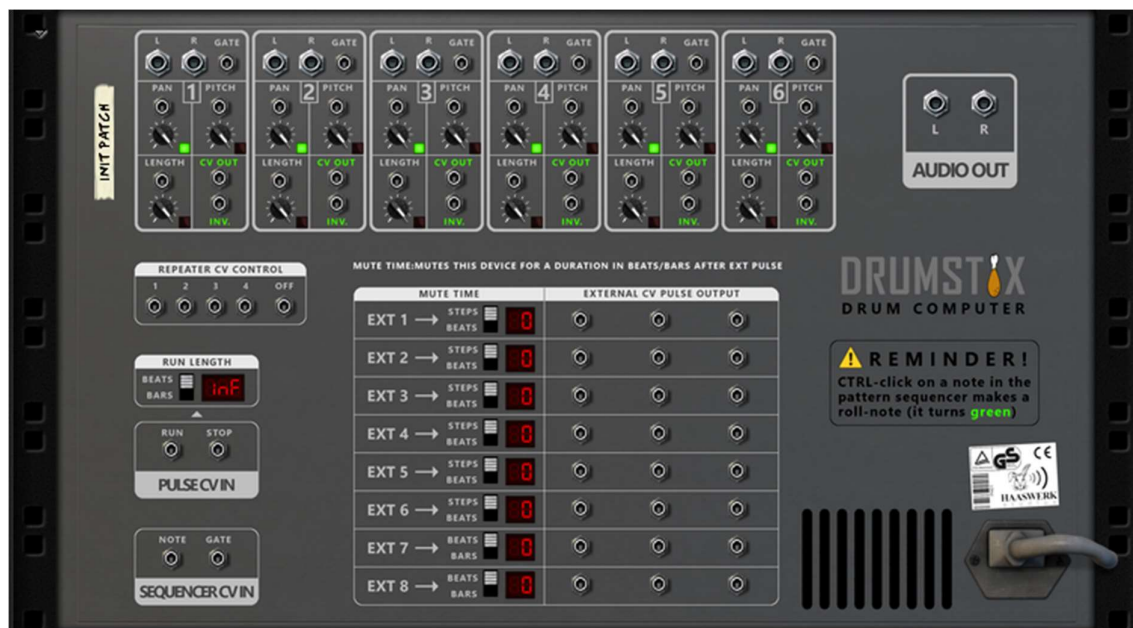 INIT PATCH
L R GATE L R GATE L R GATE L R GATE L R GATE L R GATE
PAN 1 PITCH PAN 2 PITCH PAN 3 PITCH PAN 4 PITCH PAN 5 PITCH PAN 6 PITCH
LENGTH CV OUT LENGTH CV OUT LENGTH CV OUT LENGTH CV OUT LENGTH CV OUT LENGTH CV OUT
INV. INV. INV. INV. INV. INV.
L R
AUDIO OUT
REPEATER CV CONTROL
1 2 3 4 OFF
RUN LENGTH
BEATS
BARS
inF
RUN STOP
PULSE CV IN
NOTE GATE
SEQUENCER CV IN
MUTE TIME:MUTES THIS DEVICE FOR A DURATION IN BEATS/BARS AFTER EXT PULSE
MUTE TIME EXTERNAL CV PULSE OUTPUT
EXT 1 → STEPS
BEATS 0
EXT 2 → STEPS
BEATS 0
EXT 3 → STEPS
BEATS 0
EXT 4 → STEPS
BEATS 0
EXT 5 → STEPS
BEATS 0
EXT 6 → STEPS
BEATS 0
EXT 7 → BEATS
BARS 0
EXT 8 → BEATS
BARS 0
DRUMSTIX
DRUM COMPUTER
REMINDER!
CTRL-click on a note in the
pattern sequencer makes a
roll-note (it turns green)
GS CE
HAASWERK